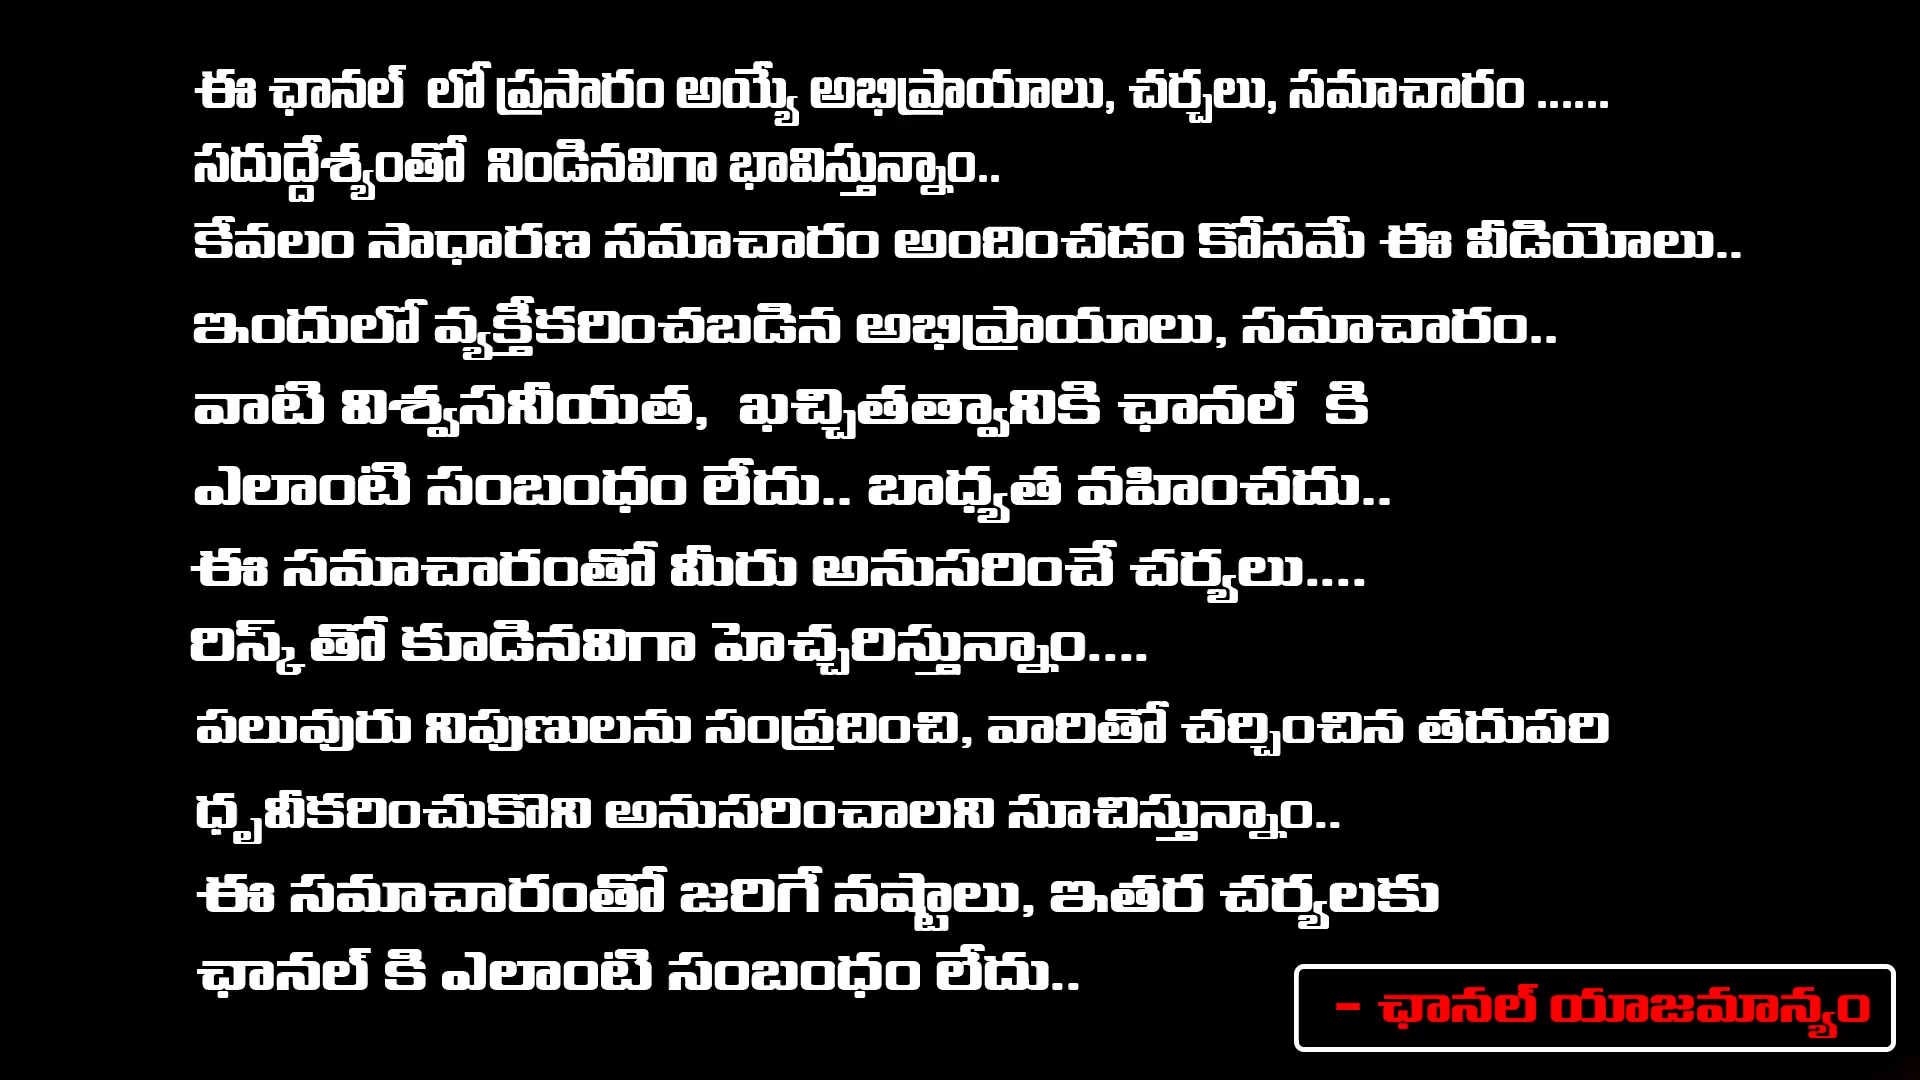 ఈ ఛానల్ లో ప్రసారం అయ్యే అభిప్రాయాలు, చర్చలు, సమాచారం ......
సదుద్దేశ్యంతో నిండినవిగా భావిస్తున్నాం..
కేవలం సాధారణ సమాచారం అందించడం కోసమే ఈ వీడియోలు..
ఇందులో వ్యక్తీకరించబడిన అభిప్రాయాలు, సమాచారం..
వాటి విశ్వసనీయత, ఖచ్చితత్వానికి ఛానల్ కి
ఎలాంటి సంబంధం లేదు.. బాధ్యత వహించదు..
ఈ సమాచారంతో మీరు అనుసరించే చర్యలు....
రిస్క్ తో కూడినవిగా హెచ్చరిస్తున్నాం....
పలువురు నిపుణులను సంప్రదించి, వారితో చర్చించిన తదుపరి
ధృవీకరించుకొని అనుసరించాలని సూచిస్తున్నాం..
ఈ సమాచారంతో జరిగే నష్టాలు, ఇతర చర్యలకు
ఛానల్ కి ఎలాంటి సంబంధం లేదు..
- ఛానల్ యాజమాన్యం